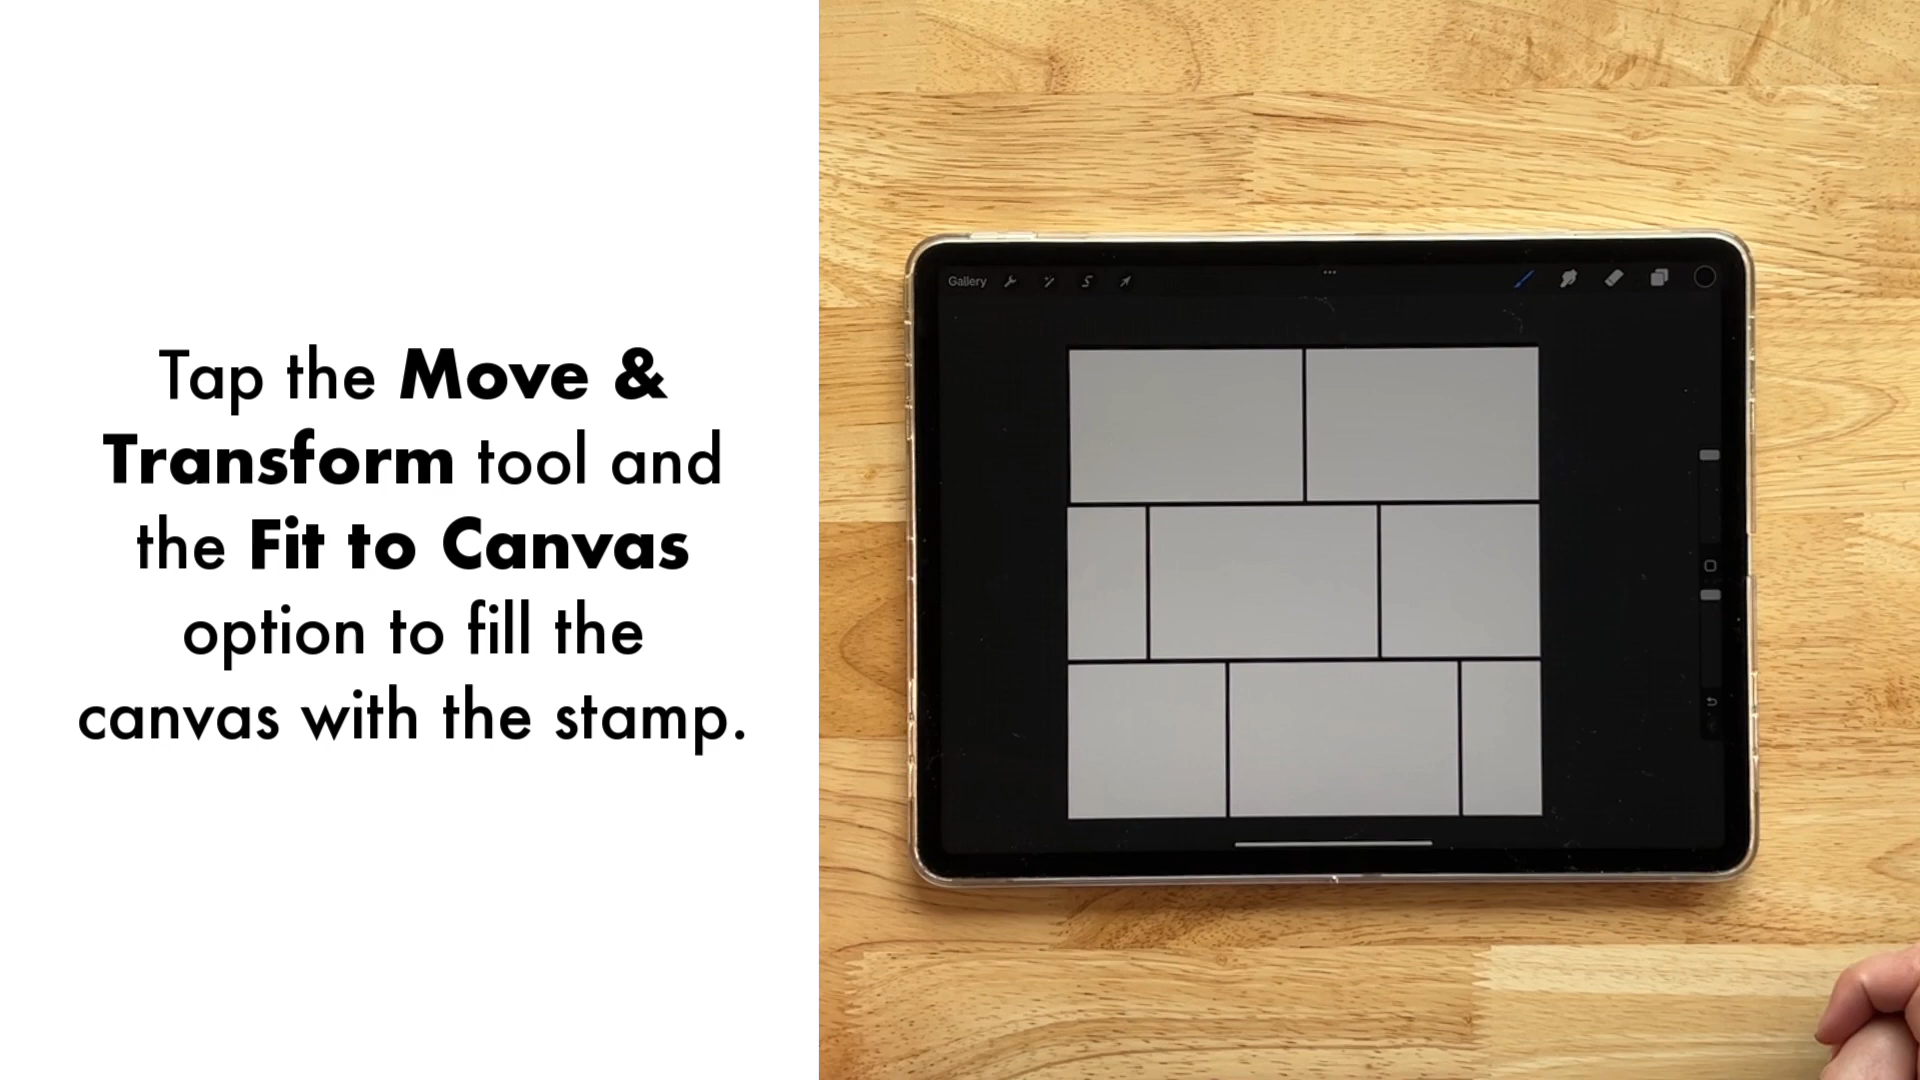 Tap the Move &
Transform tool and
the Fit to Canvas
option to fill the
canvas with the stamp.
Gallery